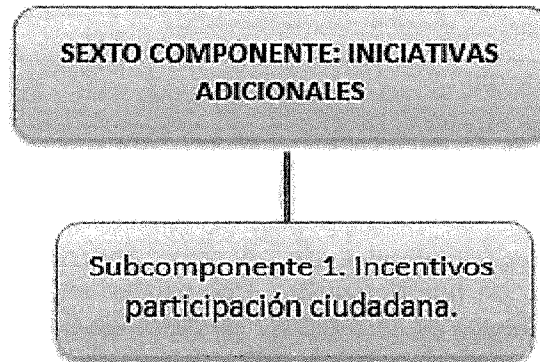 SEXTO COMPONENTE: INICIATIVAS
ADICIONALES
Subcomponente 1. Incentivos
participación ciudadana.